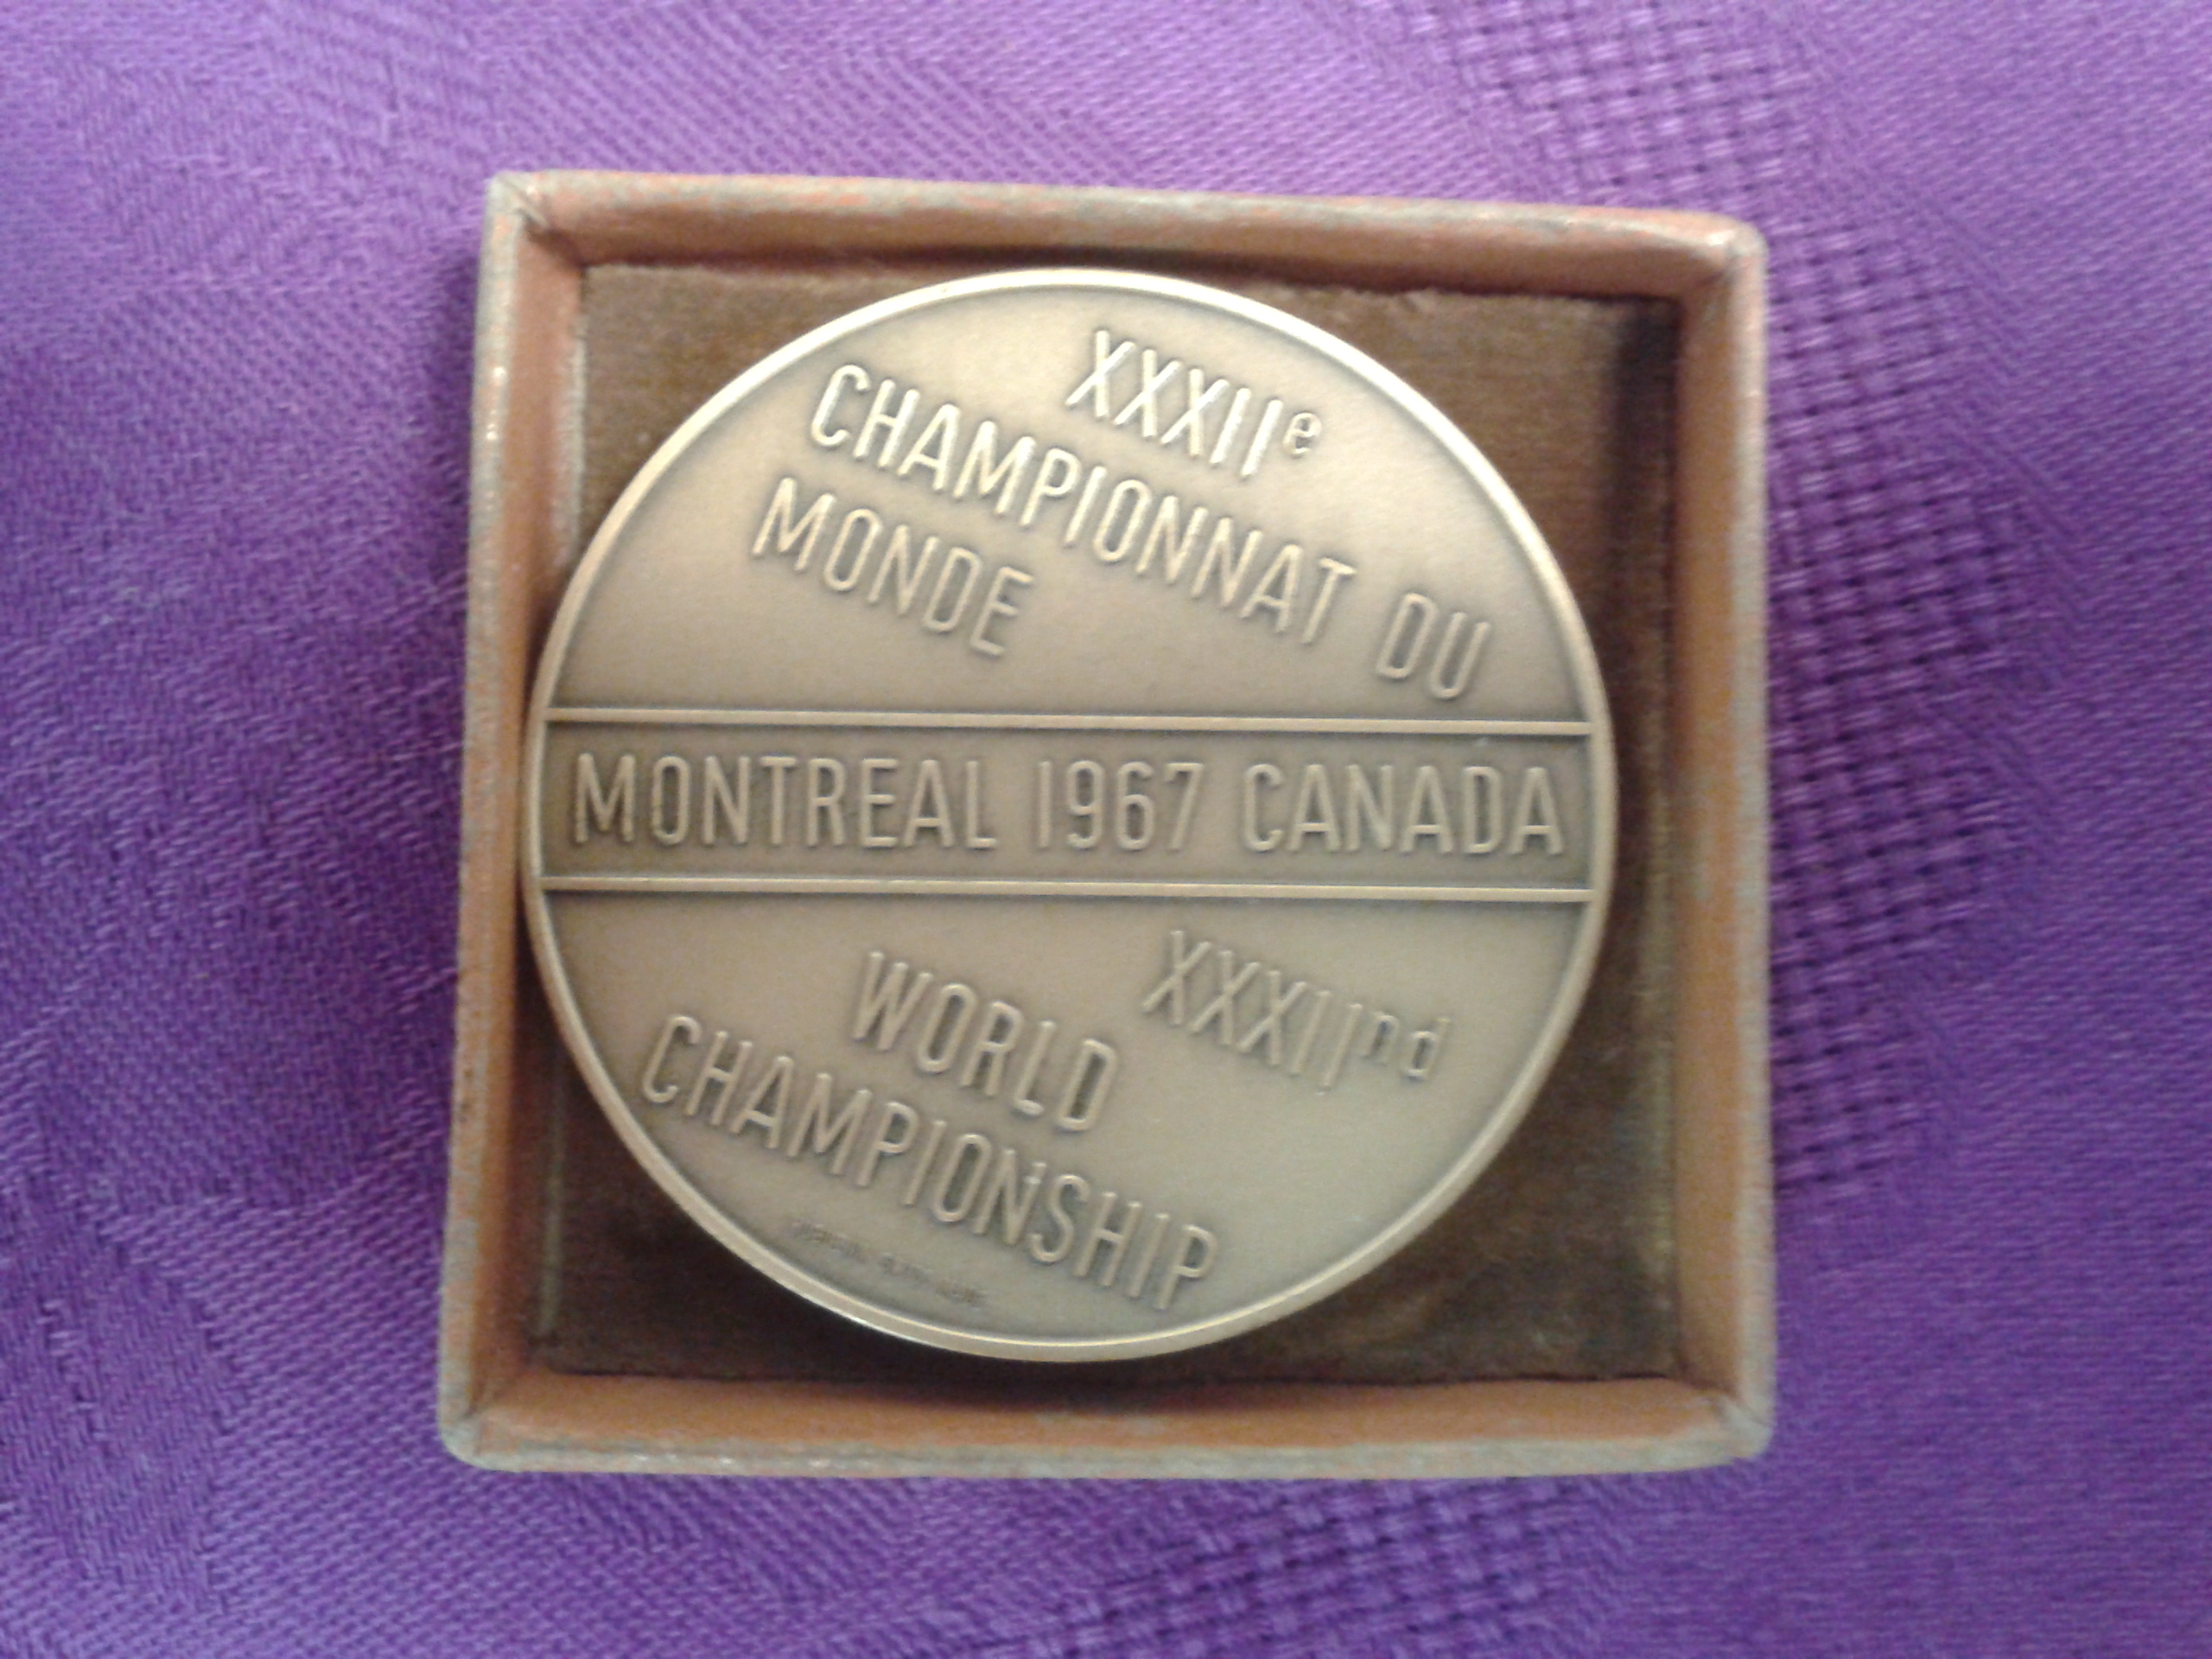 XXXIIe
CHAMPIONNAT DU
MONDE
MONTREAL 1967 CANADA
XXXIInd
WORLD
CHAMPIONSHIP